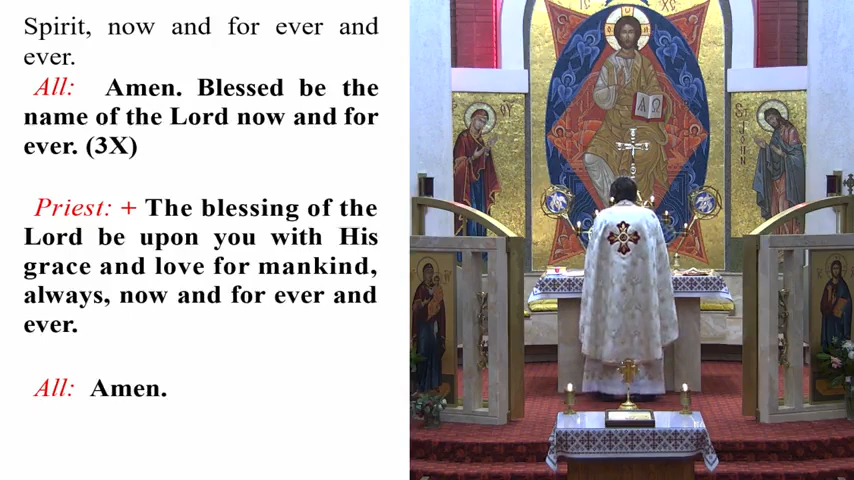 Spirit, now and for ever and
ever.
All: Amen. Blessed be the
name of the Lord now and for
ever. (3X)
Priest: + The blessing of the
Lord be upon you with His
grace and love for mankind,
always, now and for ever and
ever.
All: Amen.
IC XC
Α Ω
ST JOHN